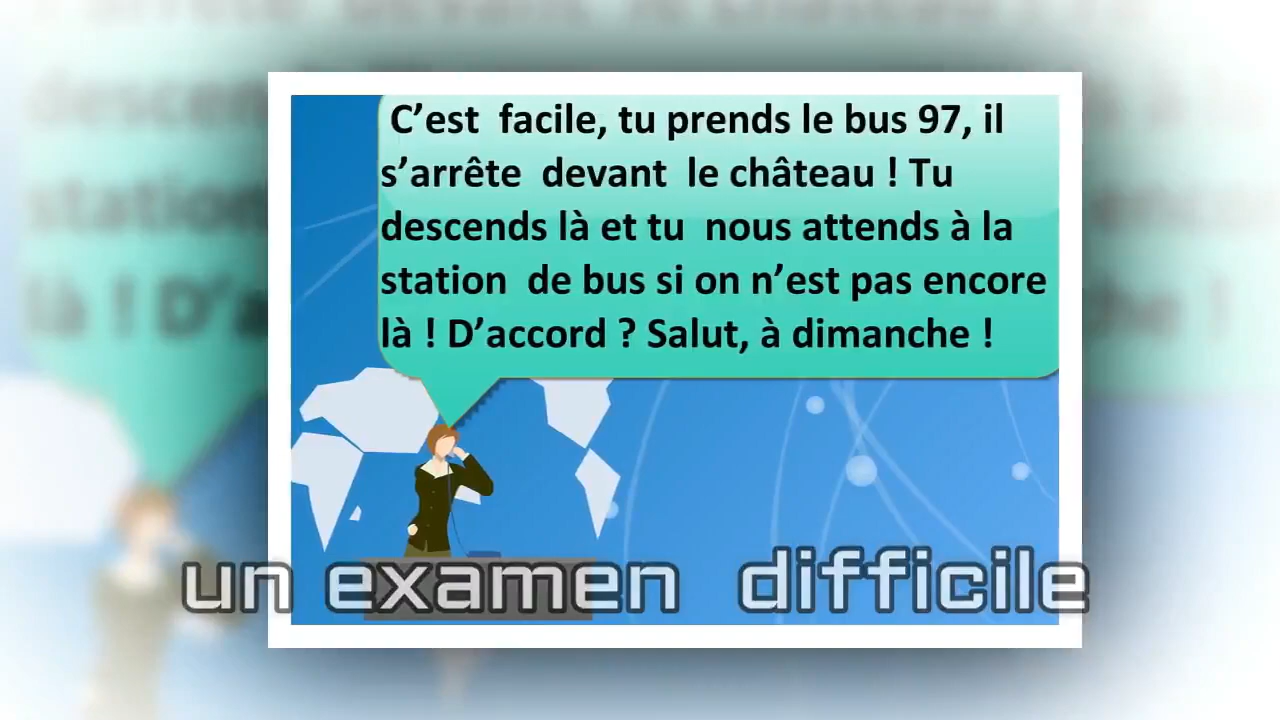 C’est facile, tu prends le bus 97, il
s’arrête devant le château ! Tu
descends là et tu nous attends à la
station de bus si on n’est pas encore
là ! D’accord ? Salut, à dimanche !
un examen difficile